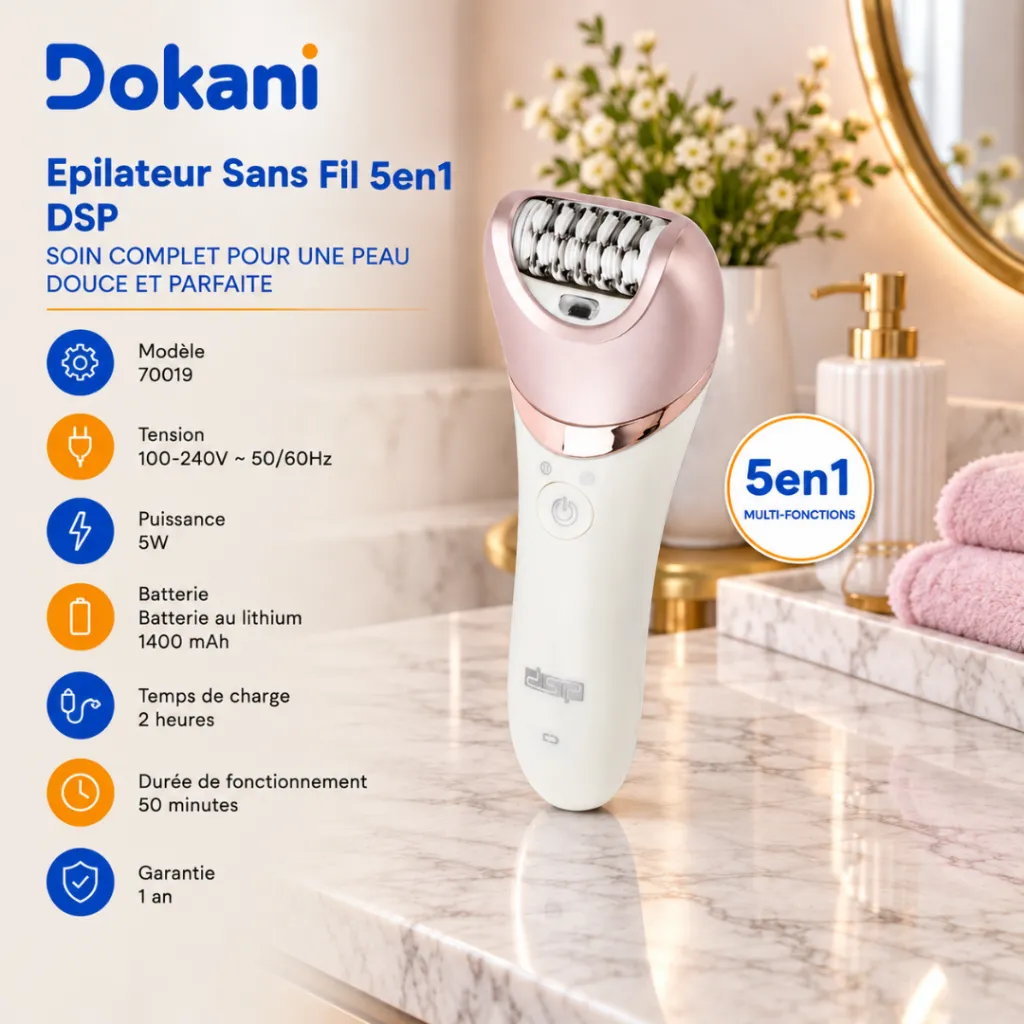 Dokani
Epilateur Sans Fil 5en1
DSP
SOIN COMPLET POUR UNE PEAU
DOUCE ET PARFAITE
Modèle
70019
Tension
100-240V ~ 50/60Hz
Puissance
5W
Batterie
Batterie au lithium
1400 mAh
Temps de charge
2 heures
Durée de fonctionnement
50 minutes
Garantie
1 an
5en1
MULTI-FONCTIONS
dsp